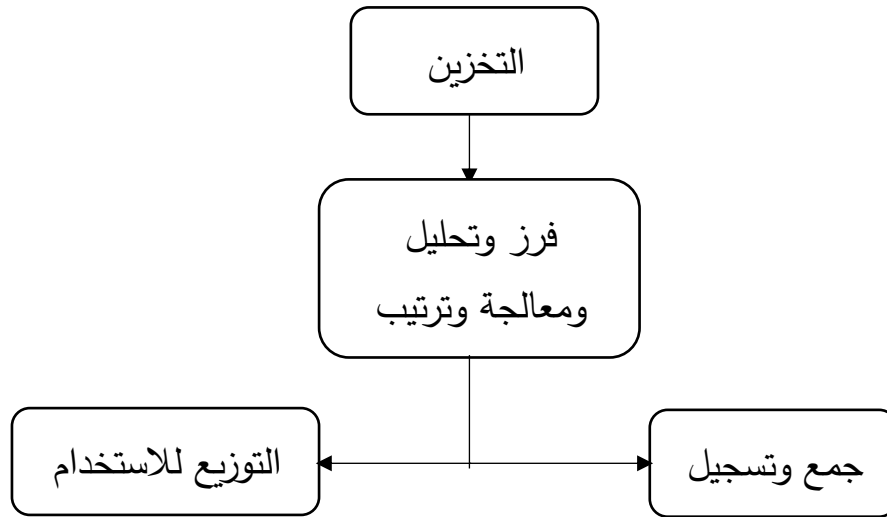 التخزين
فرز وتحليل
ومعالجة وترتيب
جمع وتسجيل
التوزيع للاستخدام